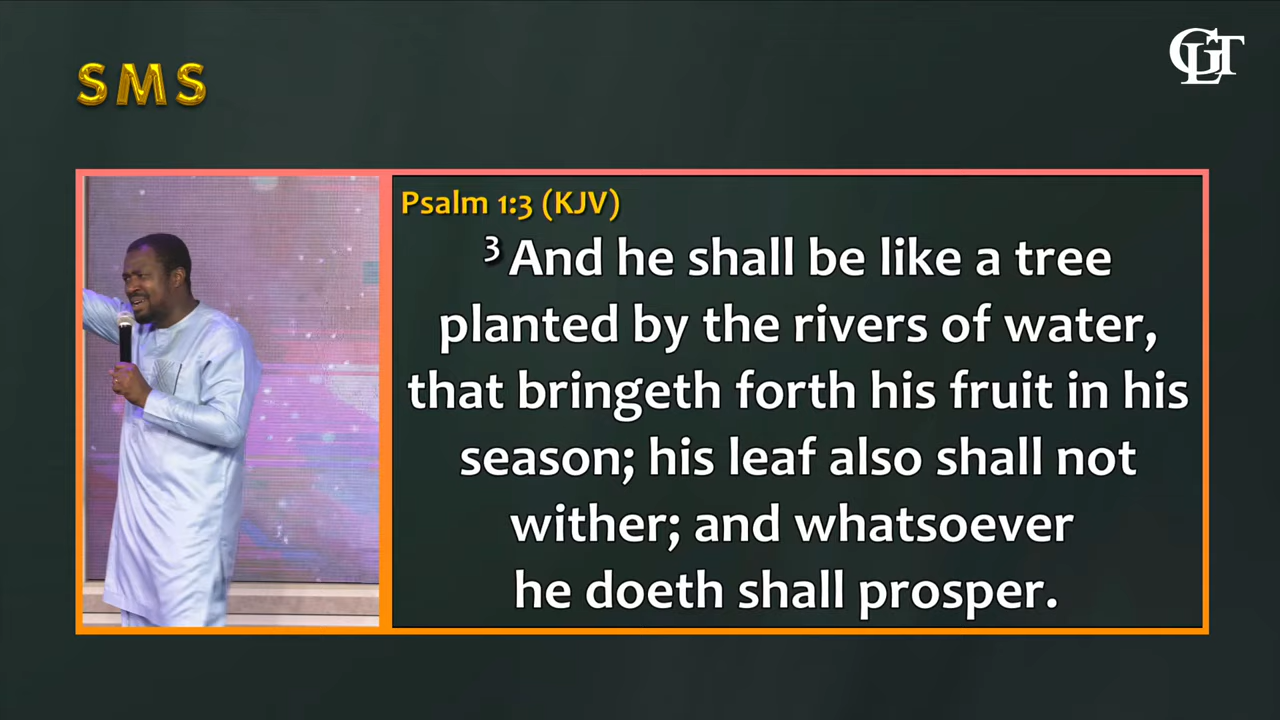 SMS
GLT
Psalm 1:3 (KJV)
3 And he shall be like a tree
planted by the rivers of water,
that bringeth forth his fruit in his
season; his leaf also shall not
wither; and whatsoever
he doeth shall prosper.